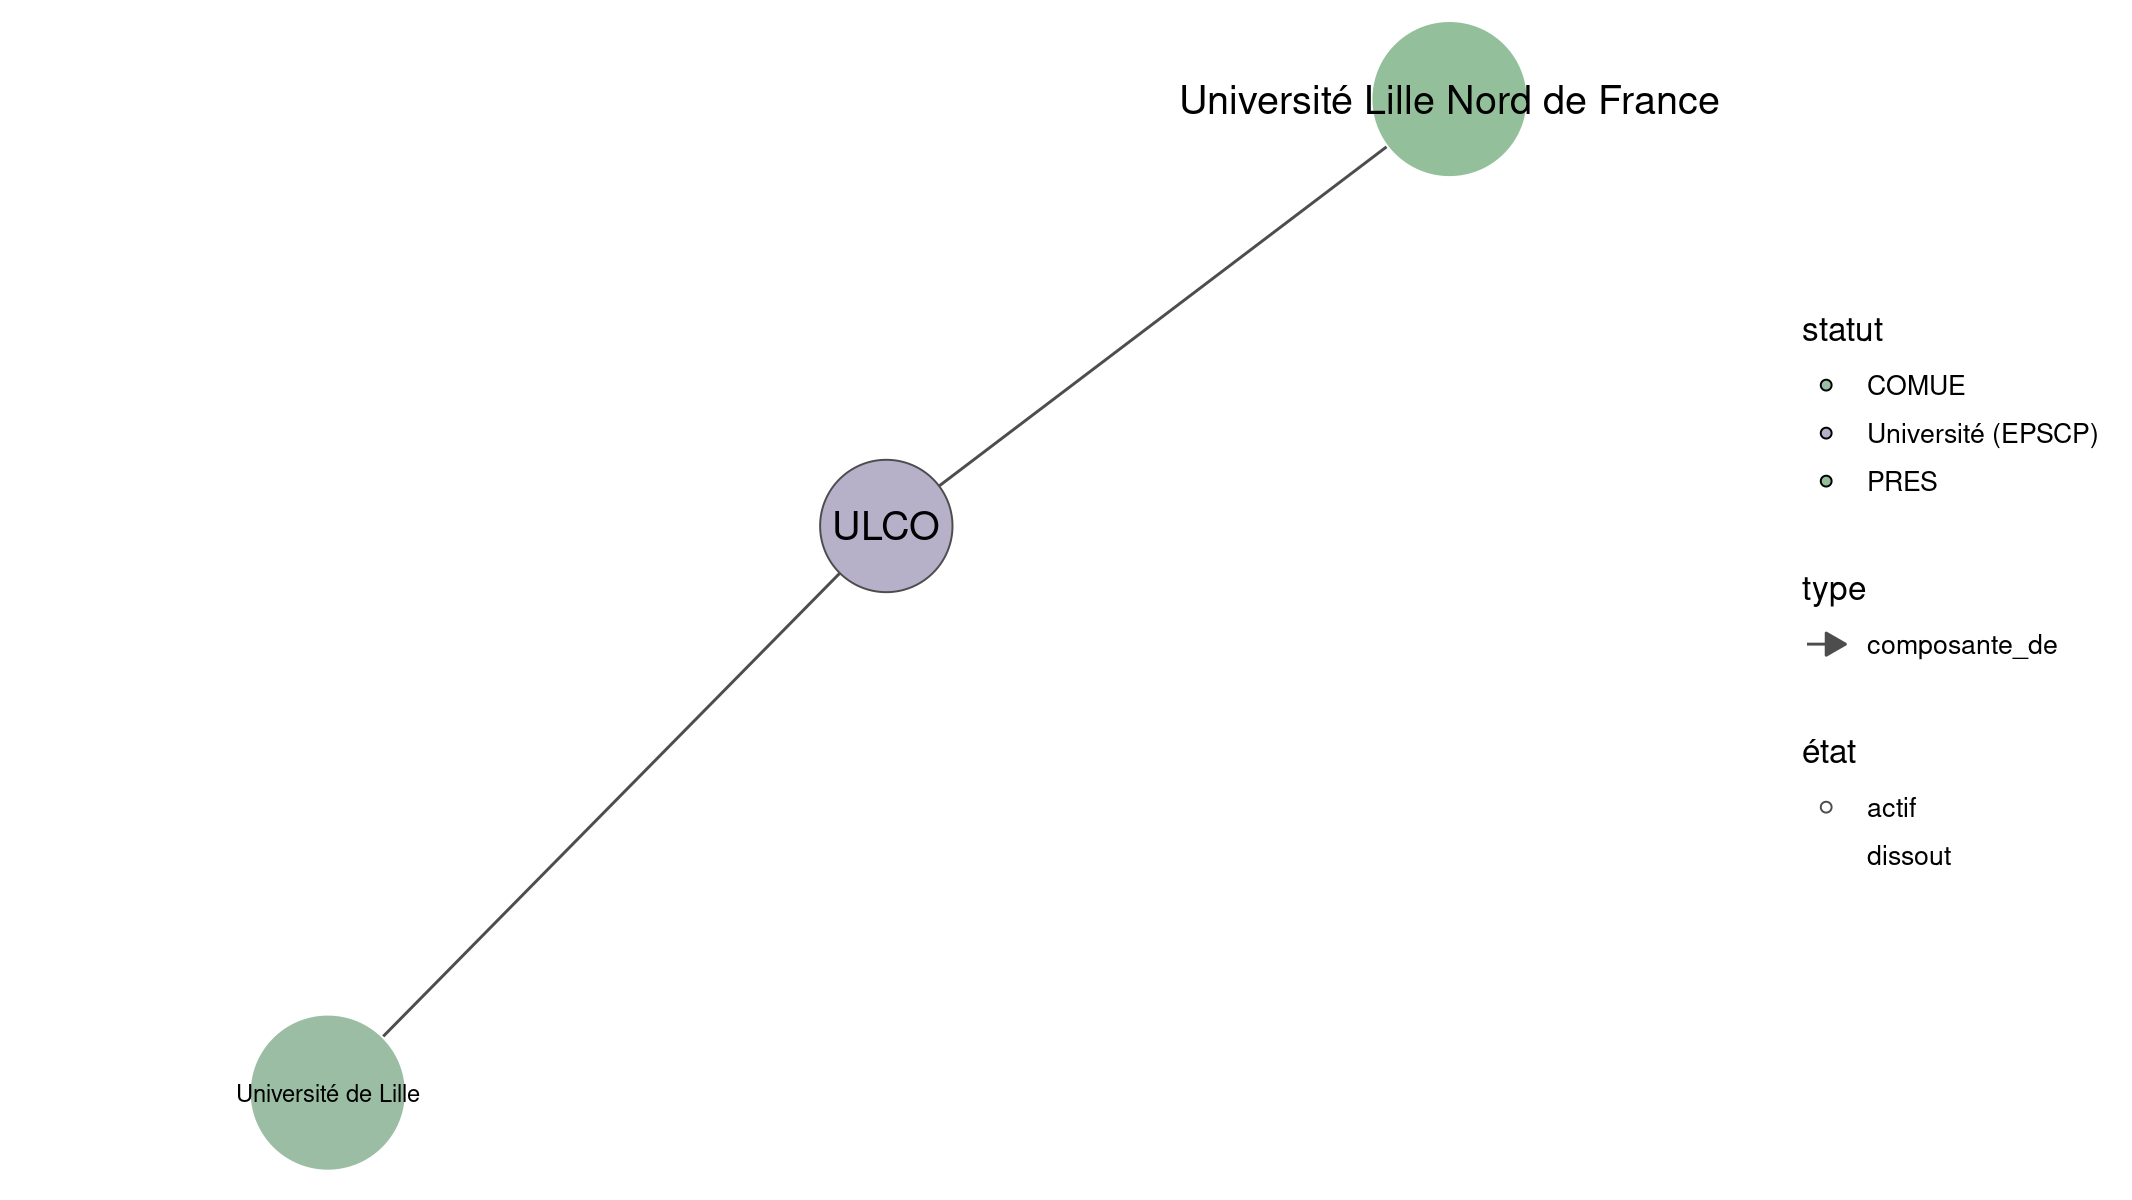 Université Lille Nord de France
ULCO
Université de Lille
statut
COMUE
Université (EPSCP)
PRES
type
composante_de
état
actif
dissout